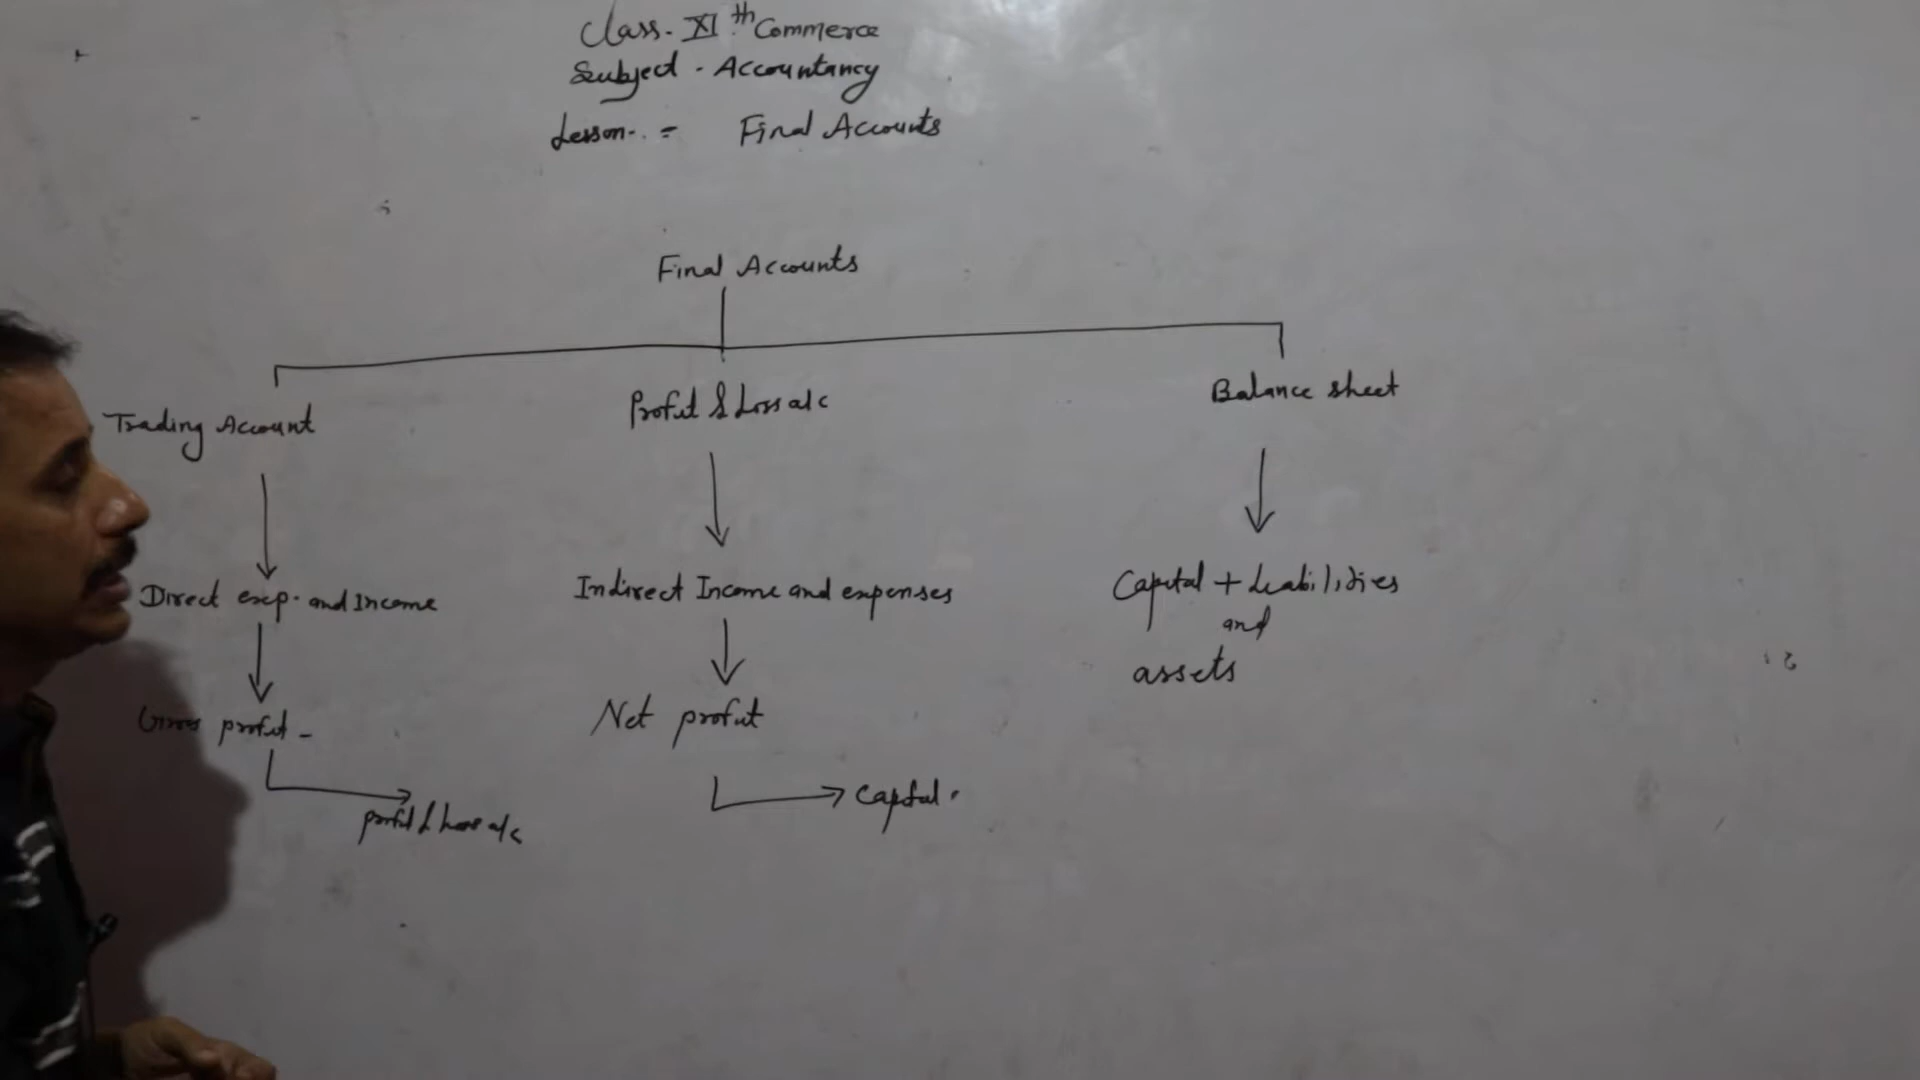 Class - XI th Commerce
Subject - Accountancy
Lesson - = Final Accounts
Final Accounts
Trading Account
Profit & Loss a/c
Balance sheet
Direct exp. and Income
Indirect Income and expenses
Capital + Liabilities
and
assets
Gross profit -
Net profit
profit & Loss a/c
Capital.